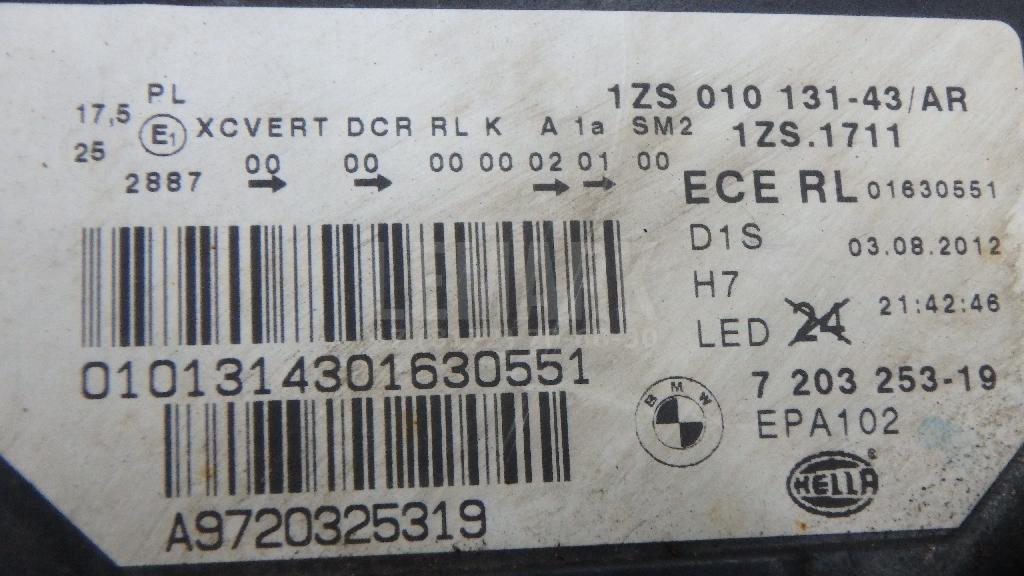 PL
17,5 E1 XCVERT DCR RL K A 1a SM2
25 2887 00 00 00 00 02 01 00
1ZS 010 131-43/AR
1ZS.1711
ECE RL 01630551
D1S 03.08.2012
H7
LED 24 21:42:46
0101314301630551
7 203 253-19
BMW EPA102
HELLA ®
A9720325319